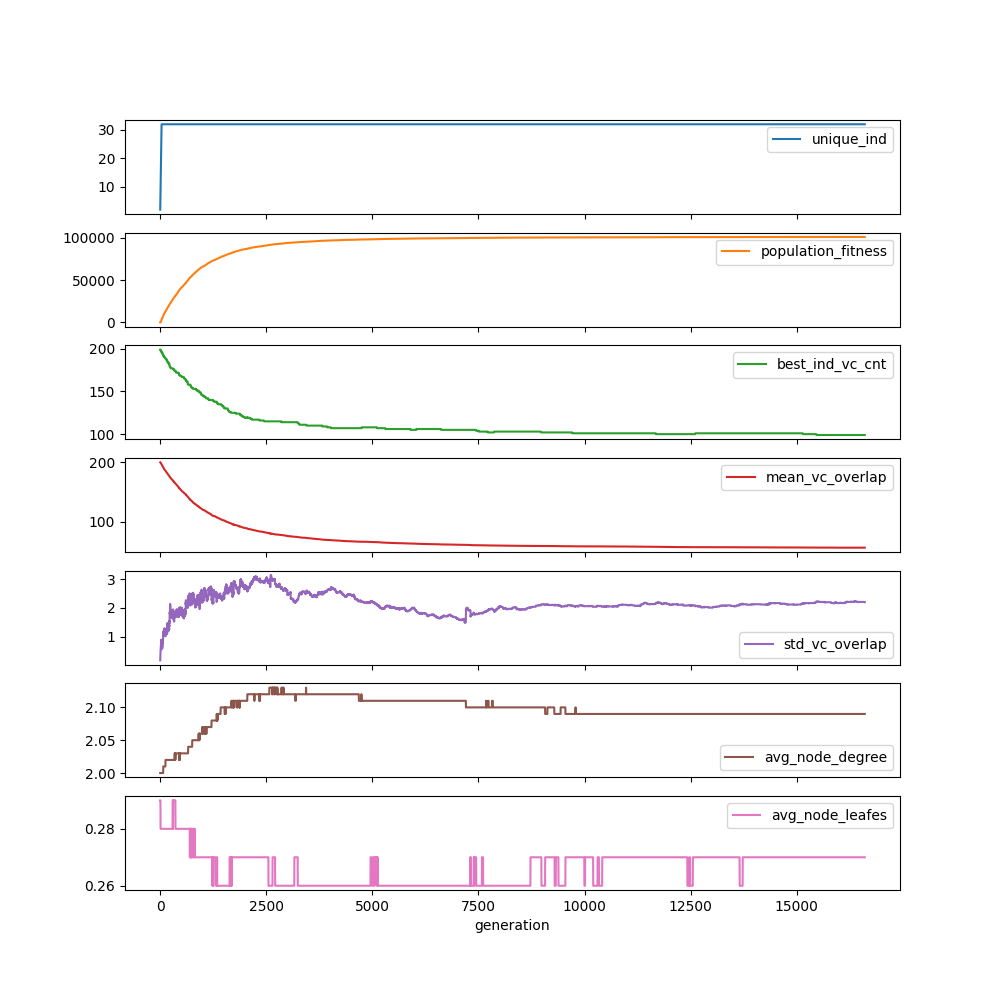 30
20
10
unique_ind
100000
50000
0
population_fitness
200
150
100
best_ind_vc_cnt
200
100
mean_vc_overlap
3
2
1
std_vc_overlap
2.10
2.05
2.00
avg_node_degree
0.28
0.26
avg_node_leafes
0 2500 5000 7500 10000 12500 15000
generation